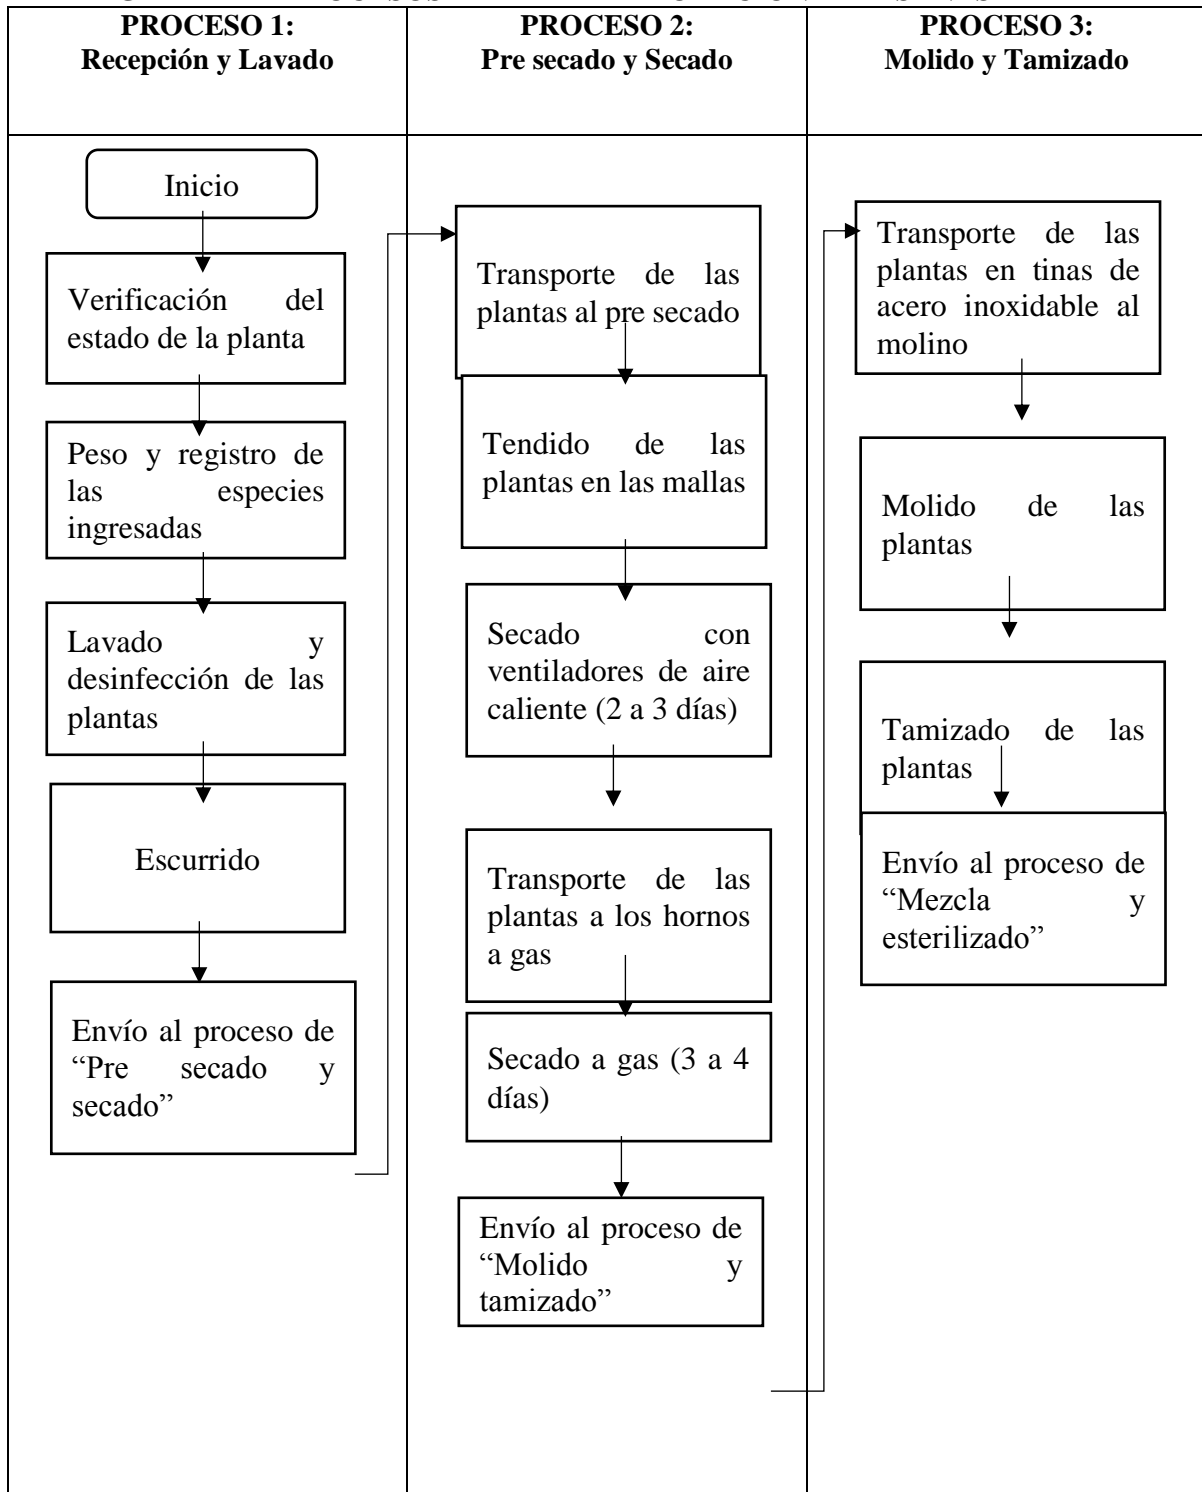 PROCESO 1:
Recepción y Lavado
PROCESO 2:
Pre secado y Secado
PROCESO 3:
Molido y Tamizado
Inicio
Verificación del
estado de la planta
Peso y registro de
las especies
ingresadas
Lavado y
desinfección de las
plantas
Escurrido
Envío al proceso de
“Pre secado y
secado”
Transporte de las
plantas al pre secado
Tendido de las
plantas en las mallas
Secado con
ventiladores de aire
caliente (2 a 3 días)
Transporte de las
plantas a los hornos
a gas
Secado a gas (3 a 4
días)
Envío al proceso de
“Molido y
tamizado”
Transporte de las
plantas en tinas de
acero inoxidable al
molino
Molido de las
plantas
Tamizado de las
plantas
Envío al proceso de
“Mezcla y
esterilizado”